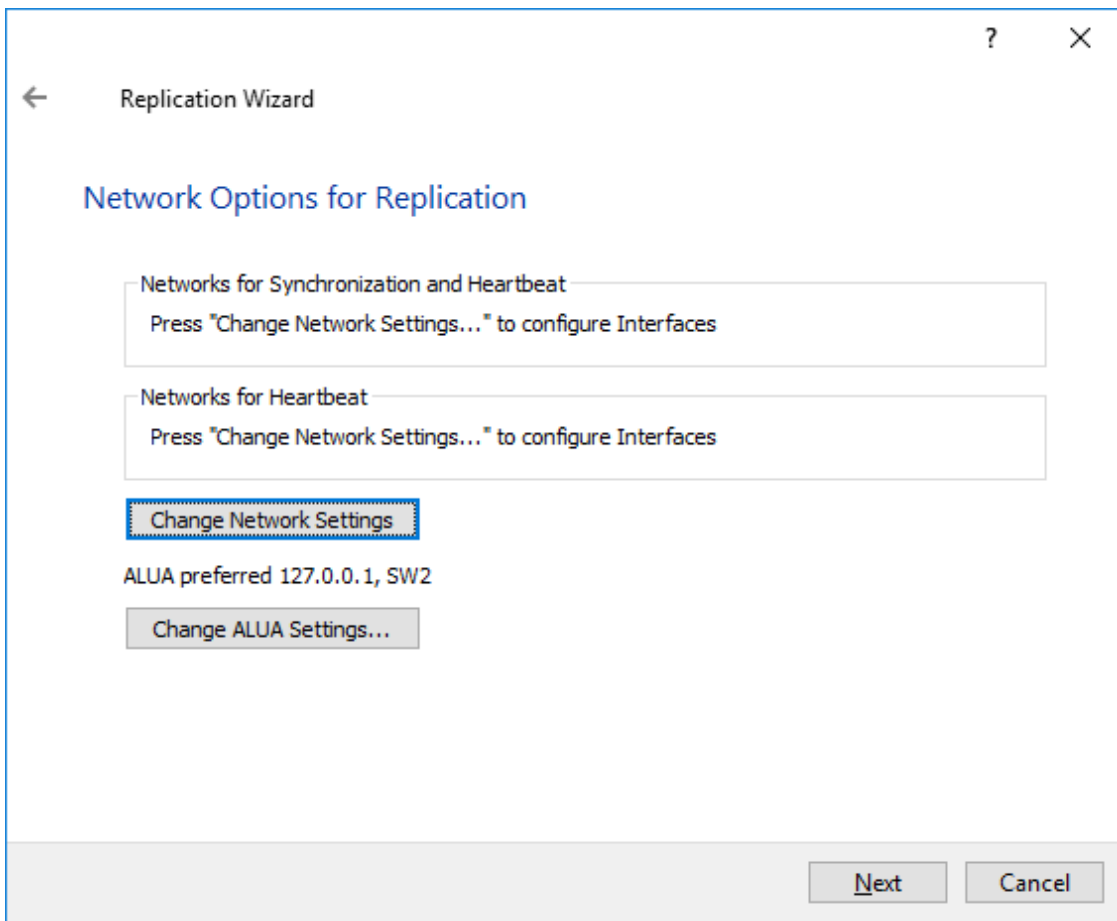 ?
Replication Wizard
Network Options for Replication
Networks for Synchronization and Heartbeat
Press "Change Network Settings..." to configure Interfaces
Networks for Heartbeat
Press "Change Network Settings..." to configure Interfaces
Change Network Settings
ALUA preferred 127.0.0.1, SW2
Change ALUA Settings...
Next
Cancel